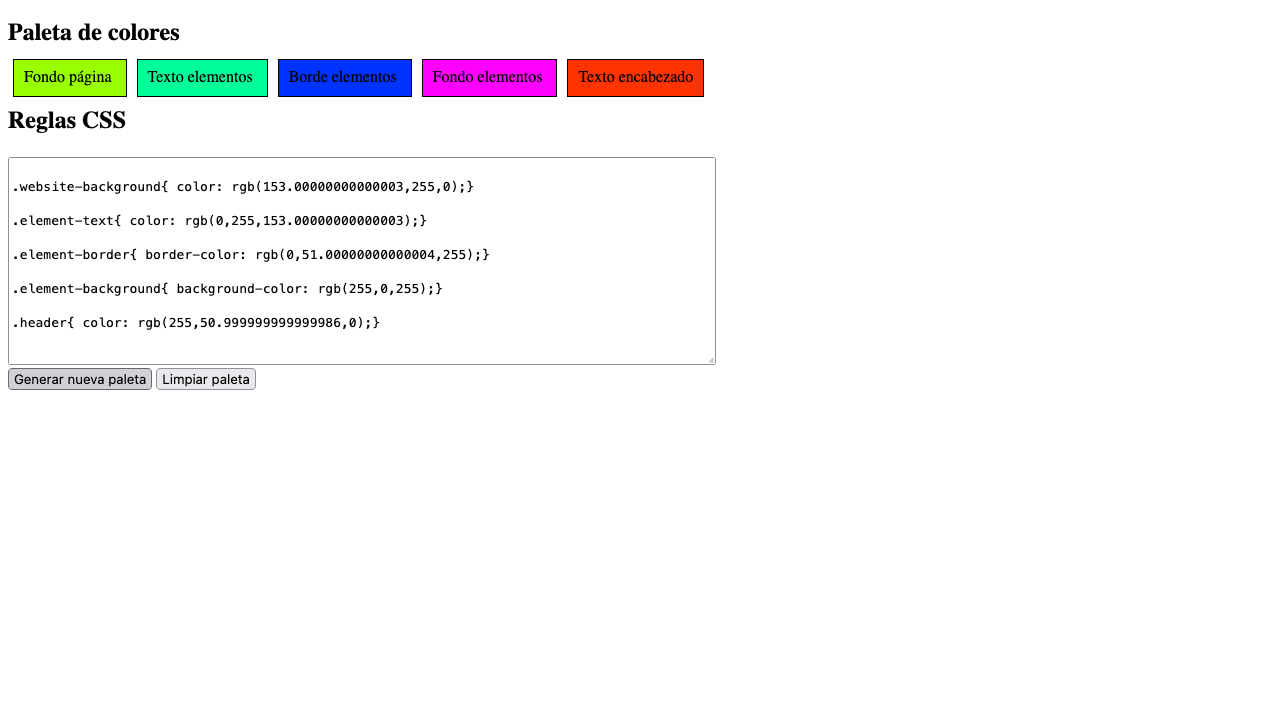 Paleta de colores
Fondo página Texto elementos Borde elementos Fondo elementos Texto encabezado
Reglas CSS
.website-background{ color: rgb(153.00000000000003,255,0);}
.element-text{ color: rgb(0,255,153.00000000000003);}
.element-border{ border-color: rgb(0,51.00000000000004,255);}
.element-background{ background-color: rgb(255,0,255);}
.header{ color: rgb(255,50.999999999999986,0);}
Generar nueva paleta Limpiar paleta